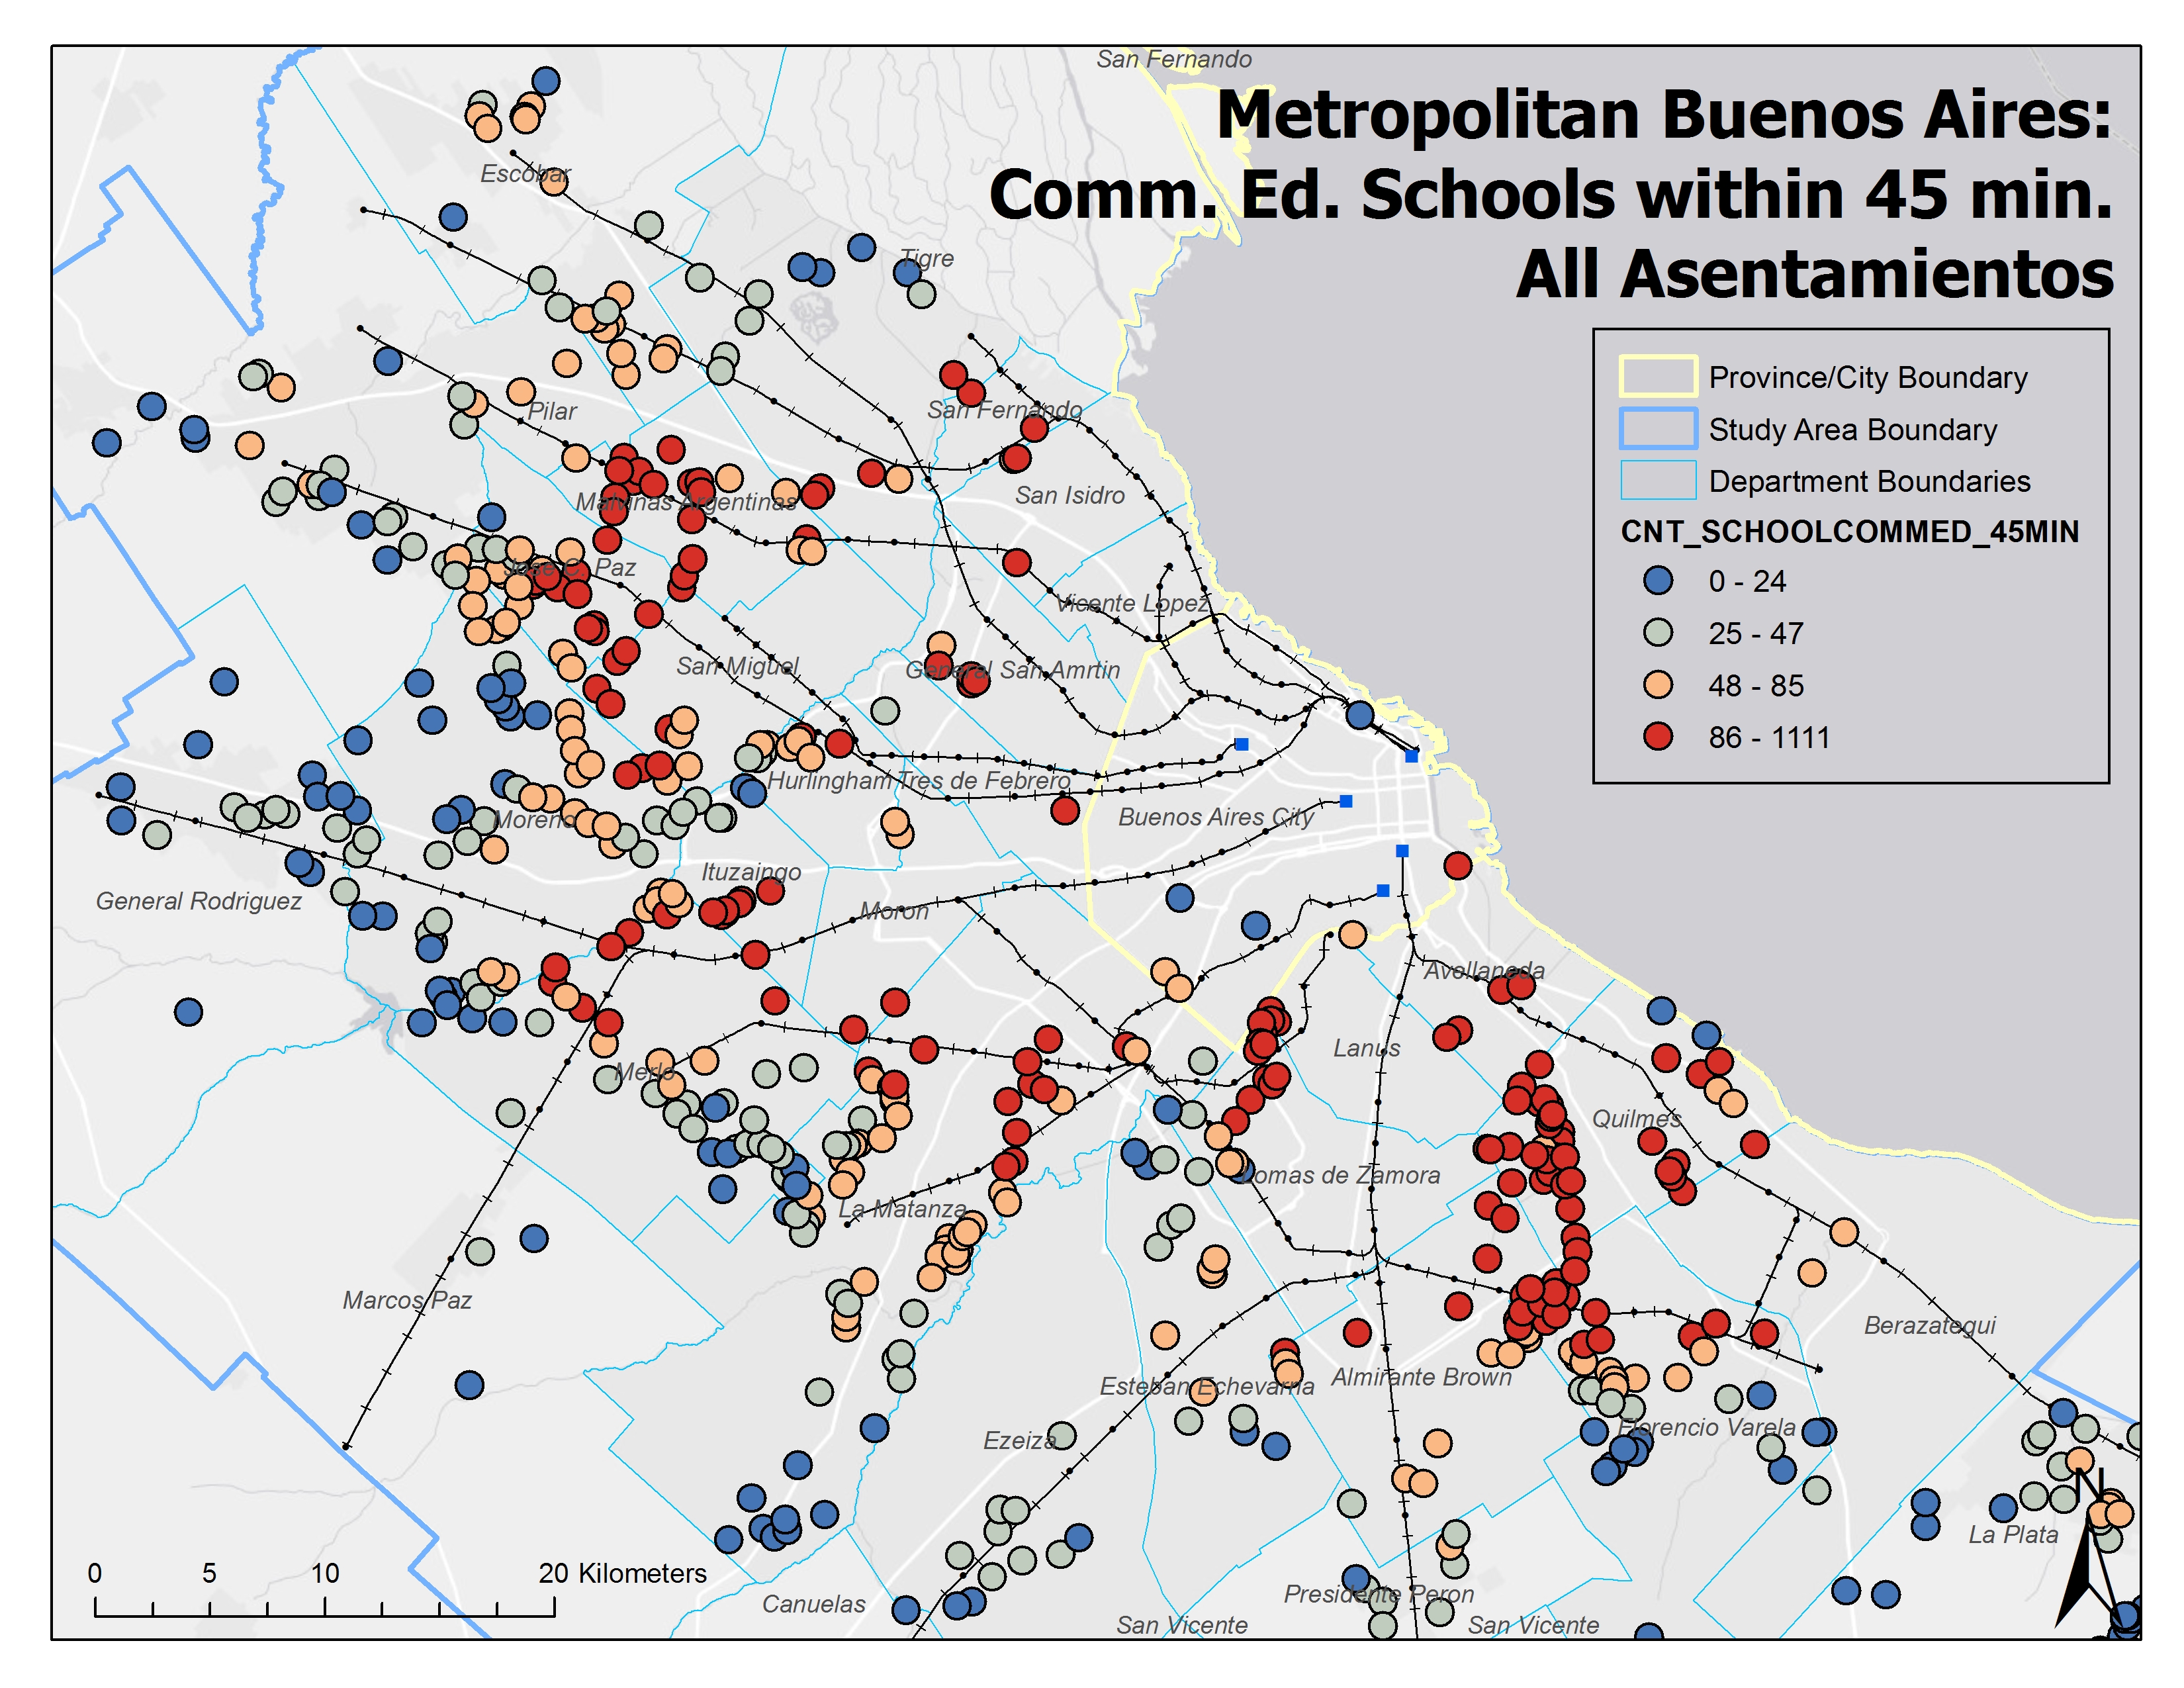 San Fernando
Metropolitan Buenos Aires:
Comm. Ed. Schools within 45 min.
All Asentamientos
Escobar
Tigre
Province/City Boundary
Study Area Boundary
Department Boundaries
CNT_SCHOOLCOMMED_45MIN
0 - 24
25 - 47
48 - 85
86 - 1111
Pilar
San Fernando
Malvinas Argentinas
San Isidro
Jose C. Paz
Vicente Lopez
San Miguel
General San Amrtin
Hurlingham
Tres de Febrero
Moreno
Buenos Aires City
Ituzaingo
General Rodriguez
Moron
Avollaneda
Lanus
Merlo
Quilmes
Lomas de Zamora
La Matanza
Marcos Paz
Berazategui
Almirante Brown
Esteban Echevarria
Florencio Varela
Ezeiza
N
La Plata
0 5 10 20 Kilometers
Canuelas
Presidente Peron
San Vicente
San Vicente